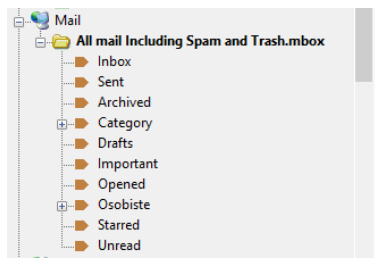 Mail
All mail Including Spam and Trash.mbox
Inbox
Sent
Archived
Category
Drafts
Important
Opened
Osobiste
Starred
Unread